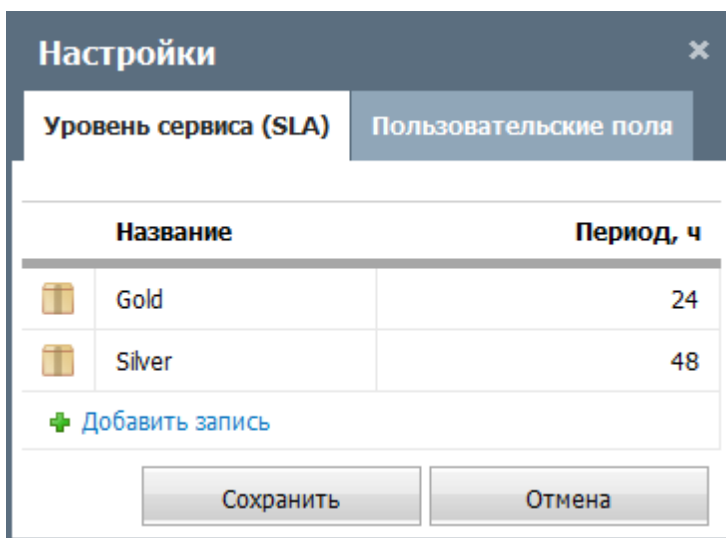 Настройки
Уровень сервиса (SLA) Пользовательские поля
Название Период, ч
Gold 24
Silver 48
Добавить запись
Сохранить Отмена